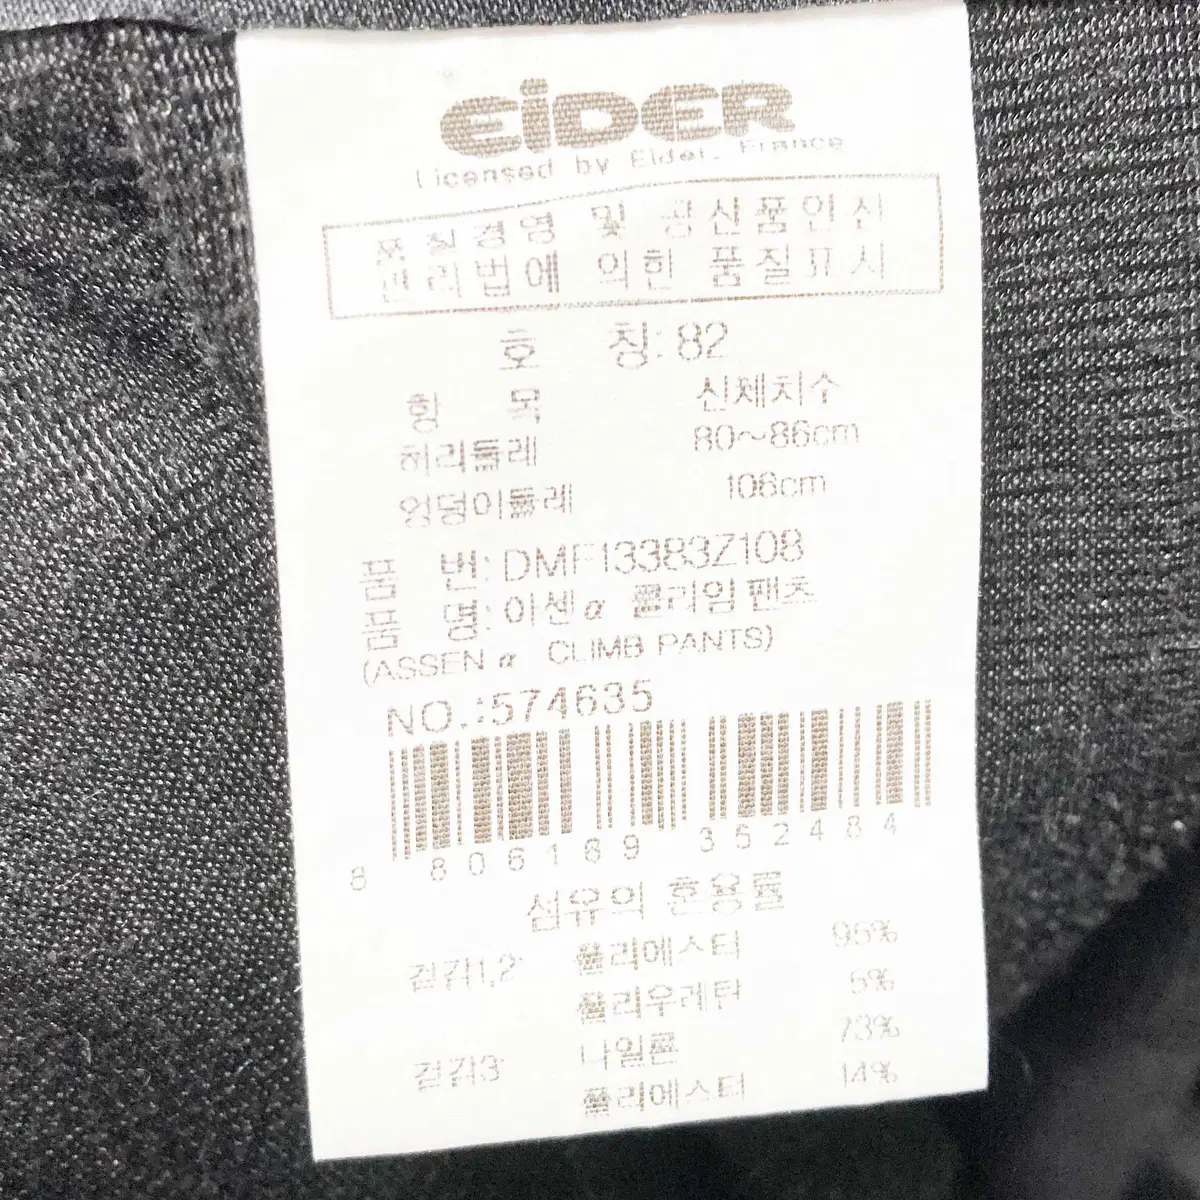 EiDER
Licensed by Eider, France
품질경영 및 공산품안전
관리법에 의한 품질표시
호 칭: 82
항 목 신체치수
허리둘레 80~86cm
엉덩이둘레 106cm
품 번: DMF13383Z108
품 명: 아센α 클라임팬츠
(ASSEN α CLIMB PANTS)
NO.:574635
8 806189 352484
섬유의 혼용률
겉감1,2: 폴리에스터 95%
폴리우레탄 5%
겉감3: 나일론 73%
폴리에스터 14%